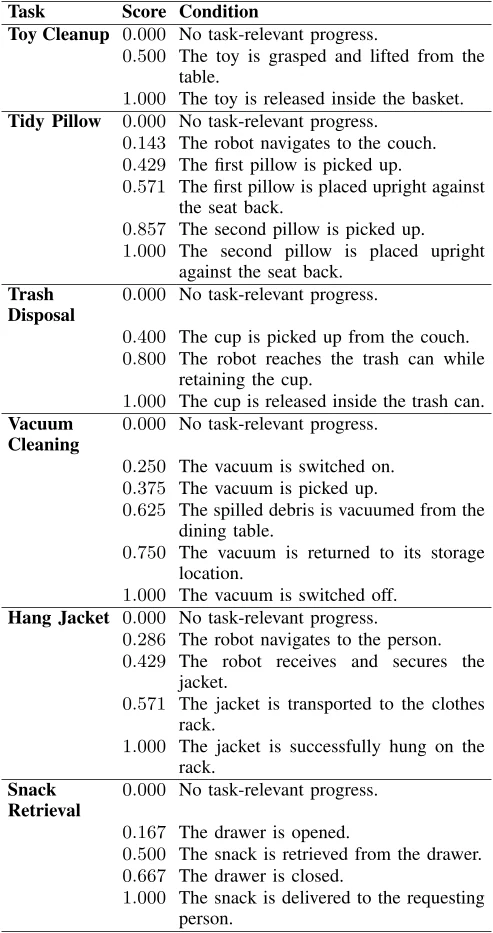 Task Score Condition
Toy Cleanup 0.000 No task-relevant progress.
0.500 The toy is grasped and lifted from the
table.
1.000 The toy is released inside the basket.
Tidy Pillow 0.000 No task-relevant progress.
0.143 The robot navigates to the couch.
0.429 The first pillow is picked up.
0.571 The first pillow is placed upright against
the seat back.
0.857 The second pillow is picked up.
1.000 The second pillow is placed upright
against the seat back.
Trash 0.000 No task-relevant progress.
Disposal
0.400 The cup is picked up from the couch.
0.800 The robot reaches the trash can while
retaining the cup.
1.000 The cup is released inside the trash can.
Vacuum 0.000 No task-relevant progress.
Cleaning
0.250 The vacuum is switched on.
0.375 The vacuum is picked up.
0.625 The spilled debris is vacuumed from the
dining table.
0.750 The vacuum is returned to its storage
location.
1.000 The vacuum is switched off.
Hang Jacket 0.000 No task-relevant progress.
0.286 The robot navigates to the person.
0.429 The robot receives and secures the
jacket.
0.571 The jacket is transported to the clothes
rack.
1.000 The jacket is successfully hung on the
rack.
Snack 0.000 No task-relevant progress.
Retrieval
0.167 The drawer is opened.
0.500 The snack is retrieved from the drawer.
0.667 The drawer is closed.
1.000 The snack is delivered to the requesting
person.